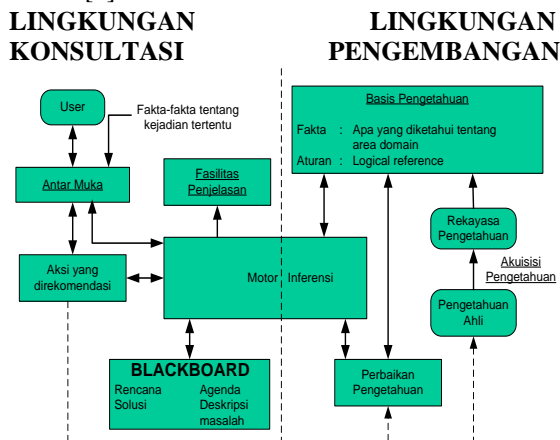 LINGKUNGAN
KONSULTASI
LINGKUNGAN
PENGEMBANGAN
User
Fakta-fakta tentang
kejadian tertentu
Basis Pengetahuan
Fakta : Apa yang diketahui tentang
area domain
Aturan : Logical reference
Antar Muka
Fasilitas
Penjelasan
Rekayasa
Pengetahuan
Akuisisi
Pengetahuan
Aksi yang
direkomendasi
Motor Inferensi
Pengetahuan
Ahli
BLACKBOARD
Rencana Agenda
Solusi Deskripsi
masalah
Perbaikan
Pengetahuan